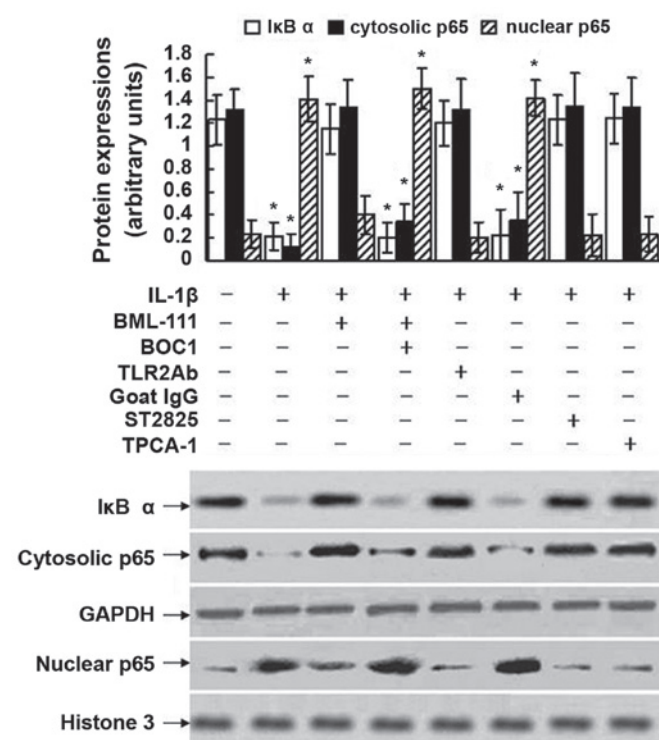 IκB α cytosolic p65 nuclear p65
Protein expressions
(arbitrary units)
1.8
1.6
1.4
1.2
1
0.8
0.6
0.4
0.2
0
* * * * * * * * *
IL-1β − + + + + + + +
BML-111 − − + + − − − −
BOC1 − − − + − − − −
TLR2Ab − − − − + − − −
Goat IgG − − − − − + − −
ST2825 − − − − − − + −
TPCA-1 − − − − − − − +
IκB α
Cytosolic p65
GAPDH
Nuclear p65
Histone 3